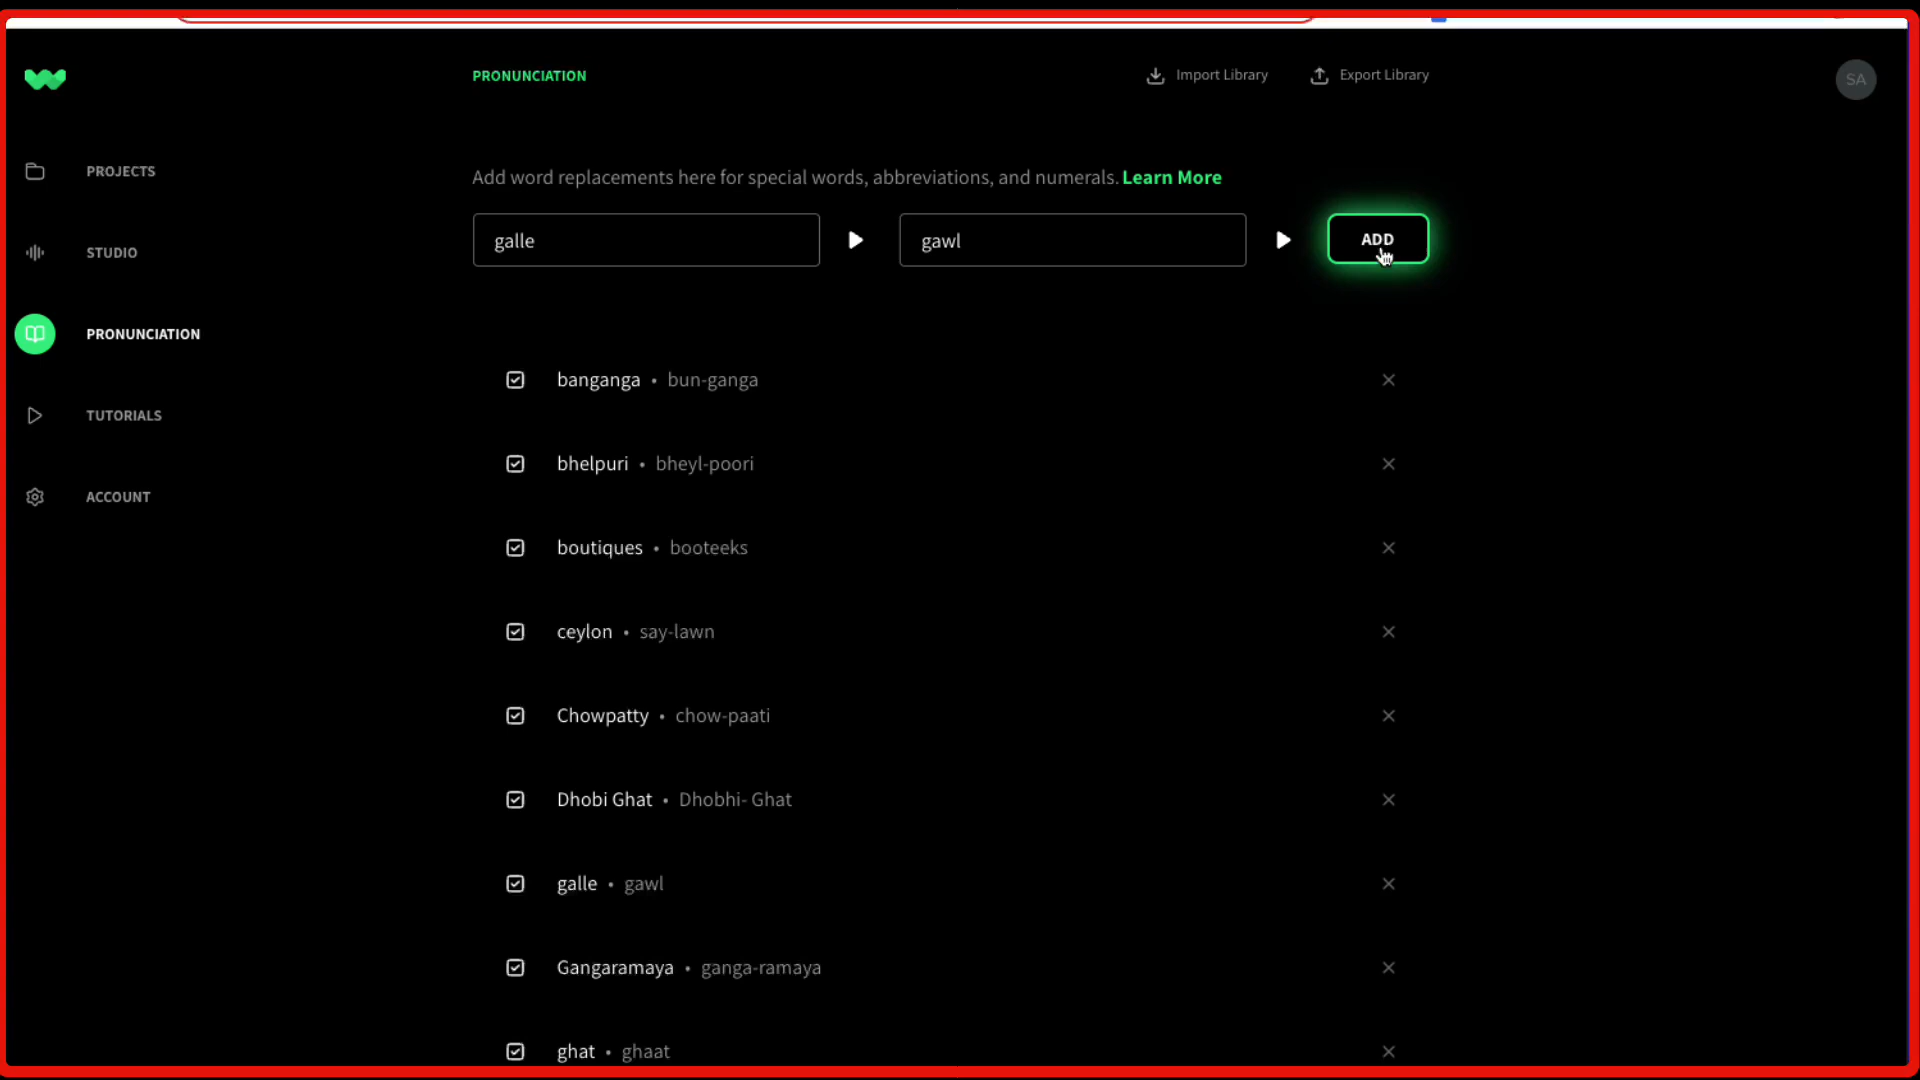 PRONUNCIATION
Import Library
Export Library
SA
PROJECTS
STUDIO
PRONUNCIATION
TUTORIALS
ACCOUNT
Add word replacements here for special words, abbreviations, and numerals. Learn More
galle
gawl
ADD
banganga • bun-ganga
bhelpuri • bheyl-poori
boutiques • booteeks
ceylon • say-lawn
Chowpatty • chow-paati
Dhobi Ghat • Dhobhi- Ghat
galle • gawl
Gangaramaya • ganga-ramaya
ghat • ghaat